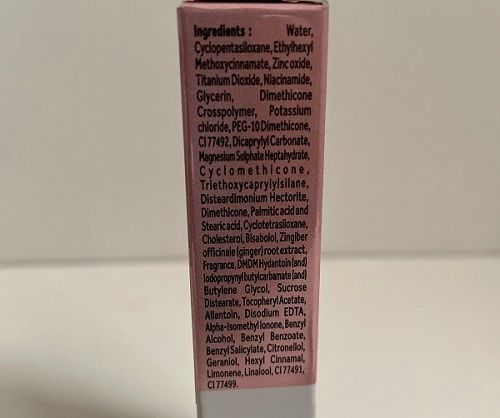 Ingredients : Water,
Cyclopentasiloxane, Ethylhexyl
Methoxycinnamate, Zinc oxide,
Titanium Dioxide, Niacinamide,
Glycerin, Dimethicone
Crosspolymer, Potassium
chloride, PEG-10 Dimethicone,
CI 77492, Dicaprylyl Carbonate,
Magnesium Sulphate Heptahydrate,
Cyclomethicone,
Triethoxycaprylylsilane,
Disteardimonium Hectorite,
Dimethicone, Palmitic acid and
Stearic acid, Cyclotetrasiloxane,
Cholesterol, Bisabolol, Zingiber
officinale (ginger) root extract,
Fragrance, DMDM Hydantoin (and)
Iodopropynyl butylcarbamate (and)
Butylene Glycol, Sucrose
Distearate, Tocopheryl Acetate,
Allantoin, Disodium EDTA,
Alpha-Isomethyl Ionone, Benzyl
Alcohol, Benzyl Benzoate,
Benzyl Salicylate, Citronellol,
Geraniol, Hexyl Cinnamal,
Limonene, Linalool, CI 77491,
CI 77499.